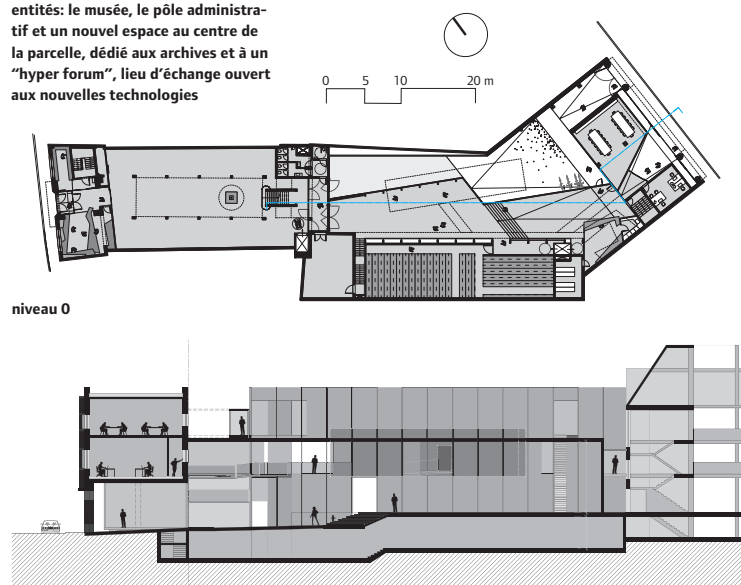 entités: le musée, le pôle administra-
tif et un nouvel espace au centre de
la parcelle, dédié aux archives et à un
“hyper forum”, lieu d’échange ouvert
aux nouvelles technologies
0 5 10 20 m
niveau 0